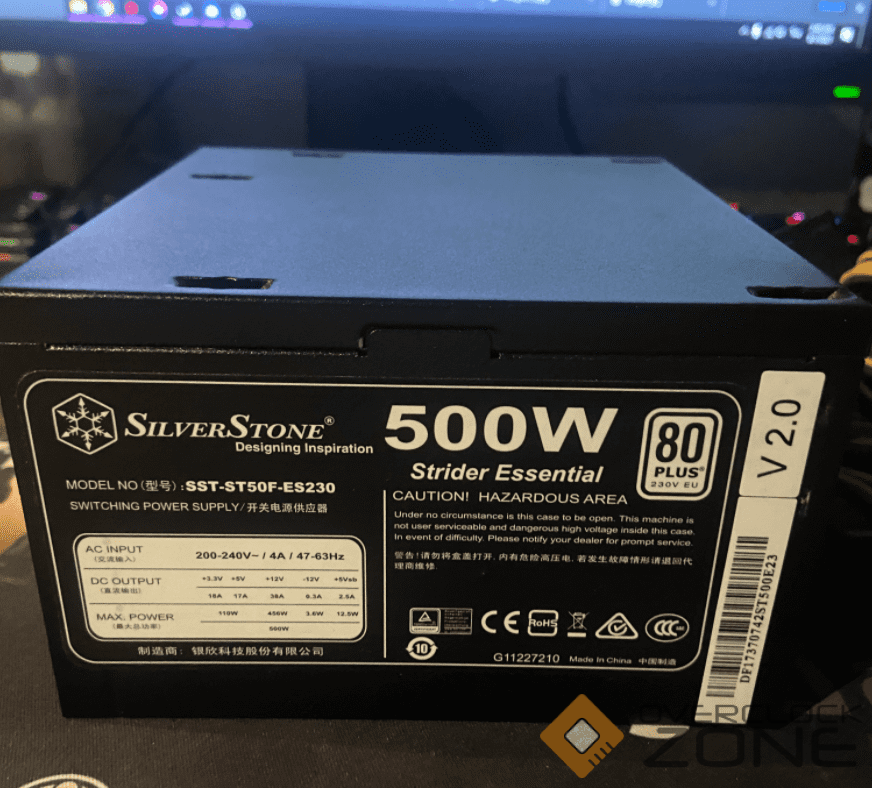 SILVERSTONE®
Designing Inspiration
MODEL NO (型号) : SST-ST50F-ES230
SWITCHING POWER SUPPLY/开关电源供应器
AC INPUT
(交流输入)
200-240V~ / 4A / 47-63Hz
DC OUTPUT
(直流输出)
+3.3V +5V +12V -12V +5Vsb
16A 17A 38A 0.3A 2.5A
MAX. POWER
(最大总功率)
110W 456W 3.6W 12.5W
500W
制造商: 银欣科技股份有限公司
500W
Strider Essential
80
PLUS®
230V EU
CAUTION! HAZARDOUS AREA
Under no circumstance is this case to be open. This machine is
not user serviceable and dangerous high voltage inside this case.
In event of difficulty. Please notify your dealer for prompt service.
警告!请勿将盒盖打开, 内有危险高压电, 若发生故障情形请退回代
理商维修.
CE
RoHS
CCC
10
G11227210 Made In China 中国制造
V 2.0
DF17370742ST500E23
OVERCLOCK
ZONE